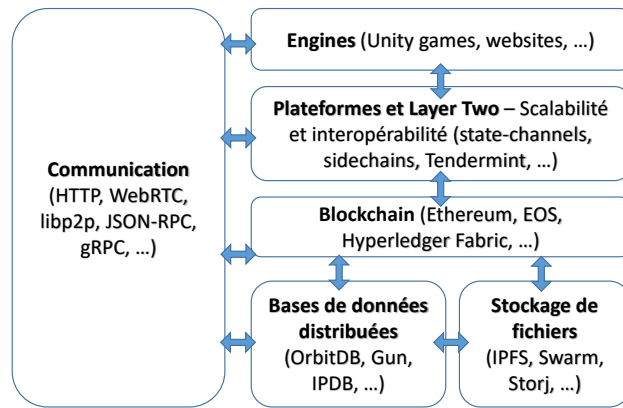 Communication
(HTTP, WebRTC,
libp2p, JSON-RPC,
gRPC, …)
Engines (Unity games, websites, …)
Plateformes et Layer Two – Scalabilité
et interopérabilité (state-channels,
sidechains, Tendermint, …)
Blockchain (Ethereum, EOS,
Hyperledger Fabric, …)
Bases de données
distribuées
(OrbitDB, Gun,
IPDB, …)
Stockage de
fichiers
(IPFS, Swarm,
Storj, …)